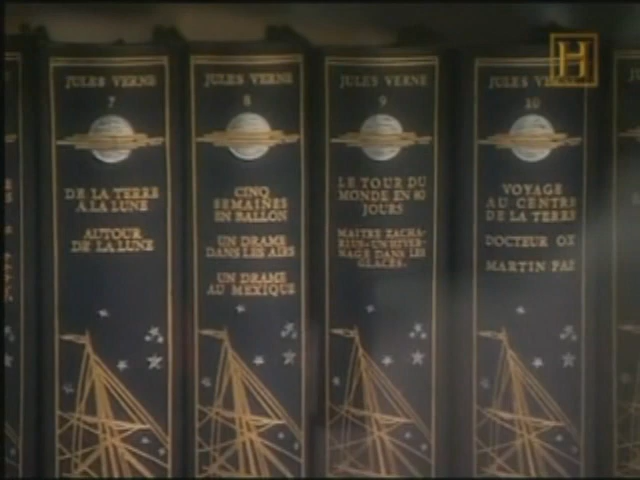 H
JULES VERNE
7
DE LA TERRE
A LA LUNE
AUTOUR
DE LA LUNE
JULES VERNE
8
CINQ
SEMAINES
EN BALLON
UN DRAME
DANS LES AIRS
UN DRAME
AU MEXIQUE
JULES VERNE
9
LE TOUR DU
MONDE EN 80
JOURS
MAITRE ZACHA-
RIUS-UN HIVER-
NAGE DANS LES
GLACES.
JULES VERNE
10
VOYAGE
AU CENTRE
DE LA TERRE
DOCTEUR OX
MARTIN PAZ